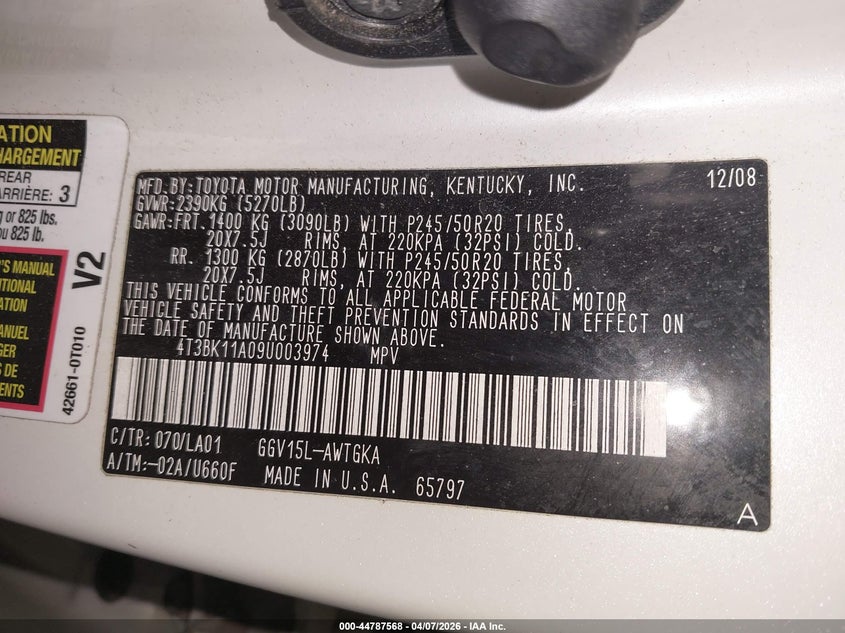 ATION
HARGEMENT
REAR
ARRIÈRE: 3
g or 825 lbs.
ou 825 lb.
'S MANUAL
ITIONAL
ATION
ANUEL
GER
S DE
ENTS
V2
42661-0T010
MFD. BY: TOYOTA MOTOR MANUFACTURING, KENTUCKY, INC. 12/08
GVWR: 2390KG (5270LB)
GAWR: FRT. 1400 KG (3090LB) WITH P245/50R20 TIRES,
20X7.5J RIMS, AT 220KPA (32PSI) COLD.
RR. 1300 KG (2870LB) WITH P245/50R20 TIRES,
20X7.5J RIMS, AT 220KPA (32PSI) COLD.
THIS VEHICLE CONFORMS TO ALL APPLICABLE FEDERAL MOTOR
VEHICLE SAFETY AND THEFT PREVENTION STANDARDS IN EFFECT ON
THE DATE OF MANUFACTURE SHOWN ABOVE.
4T3BK11A09U003974 MPV
C/TR: 070/LA01 GGV15L-AWTGKA
A/TM:-02A/U660F MADE IN U.S.A. 65797
A
000-44787568 - 04/07/2026 - IAA Inc.